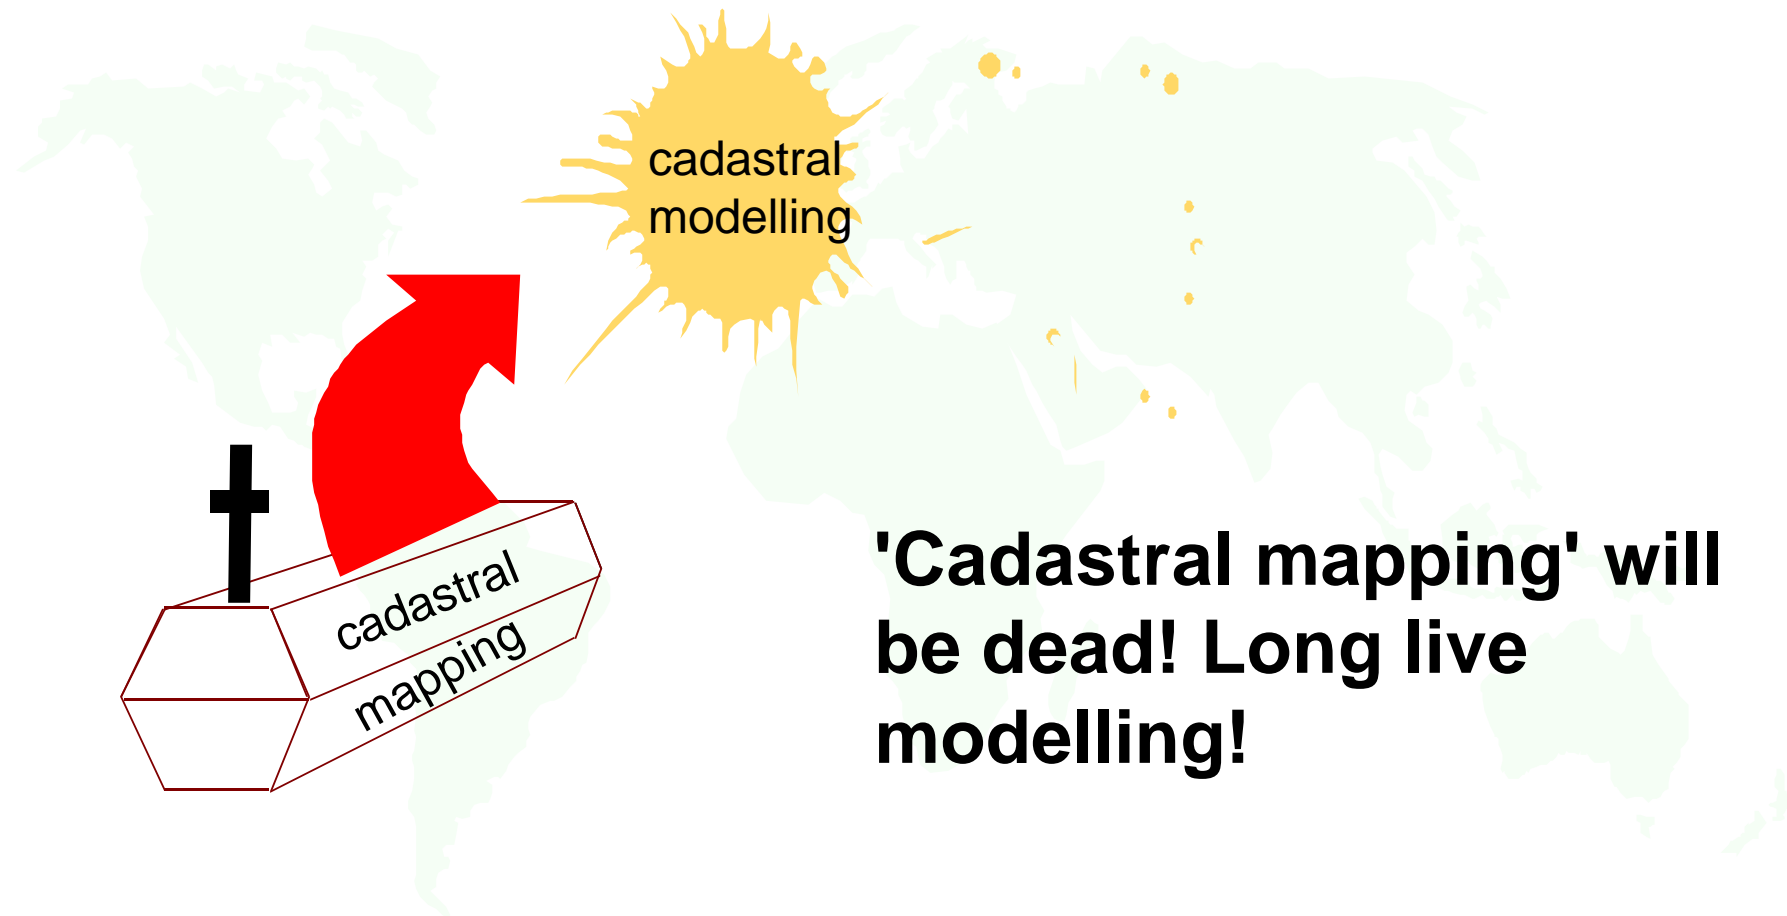 cadastral
modelling
cadastral
mapping
'Cadastral mapping' will
be dead! Long live
modelling!